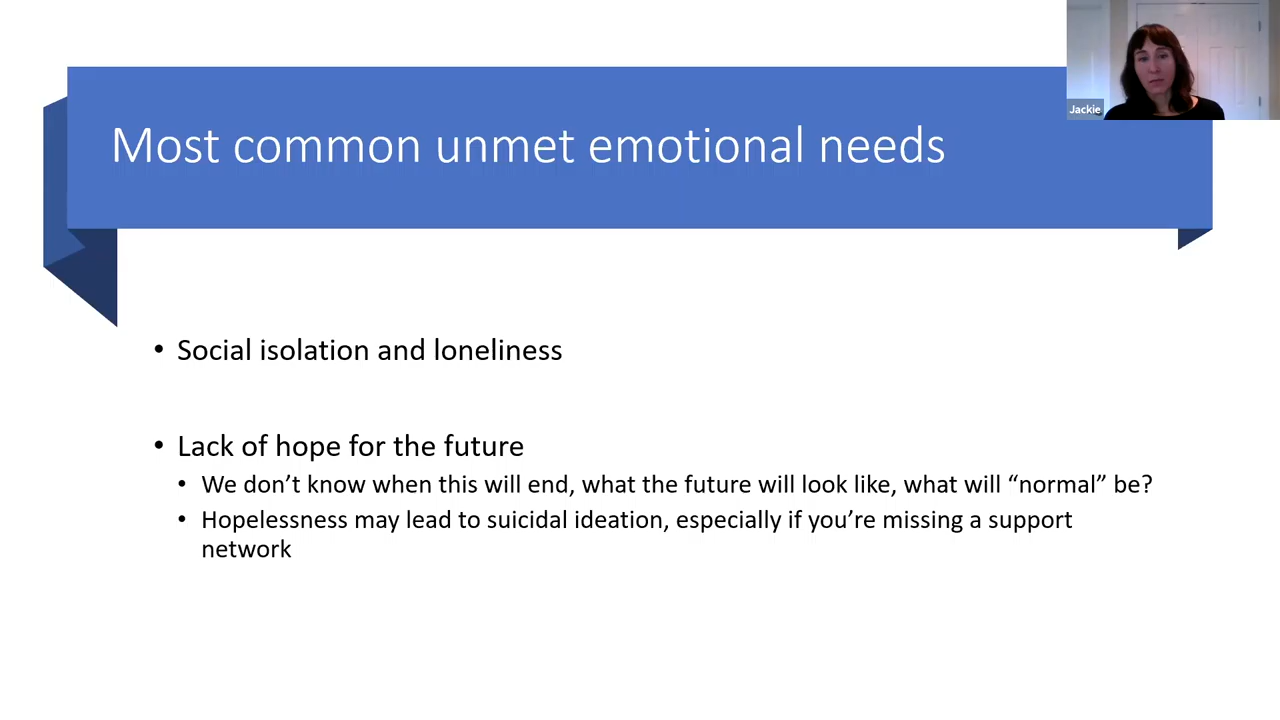 Jackie
Most common unmet emotional needs
• Social isolation and loneliness
• Lack of hope for the future
• We don’t know when this will end, what the future will look like, what will “normal” be?
• Hopelessness may lead to suicidal ideation, especially if you’re missing a support
network